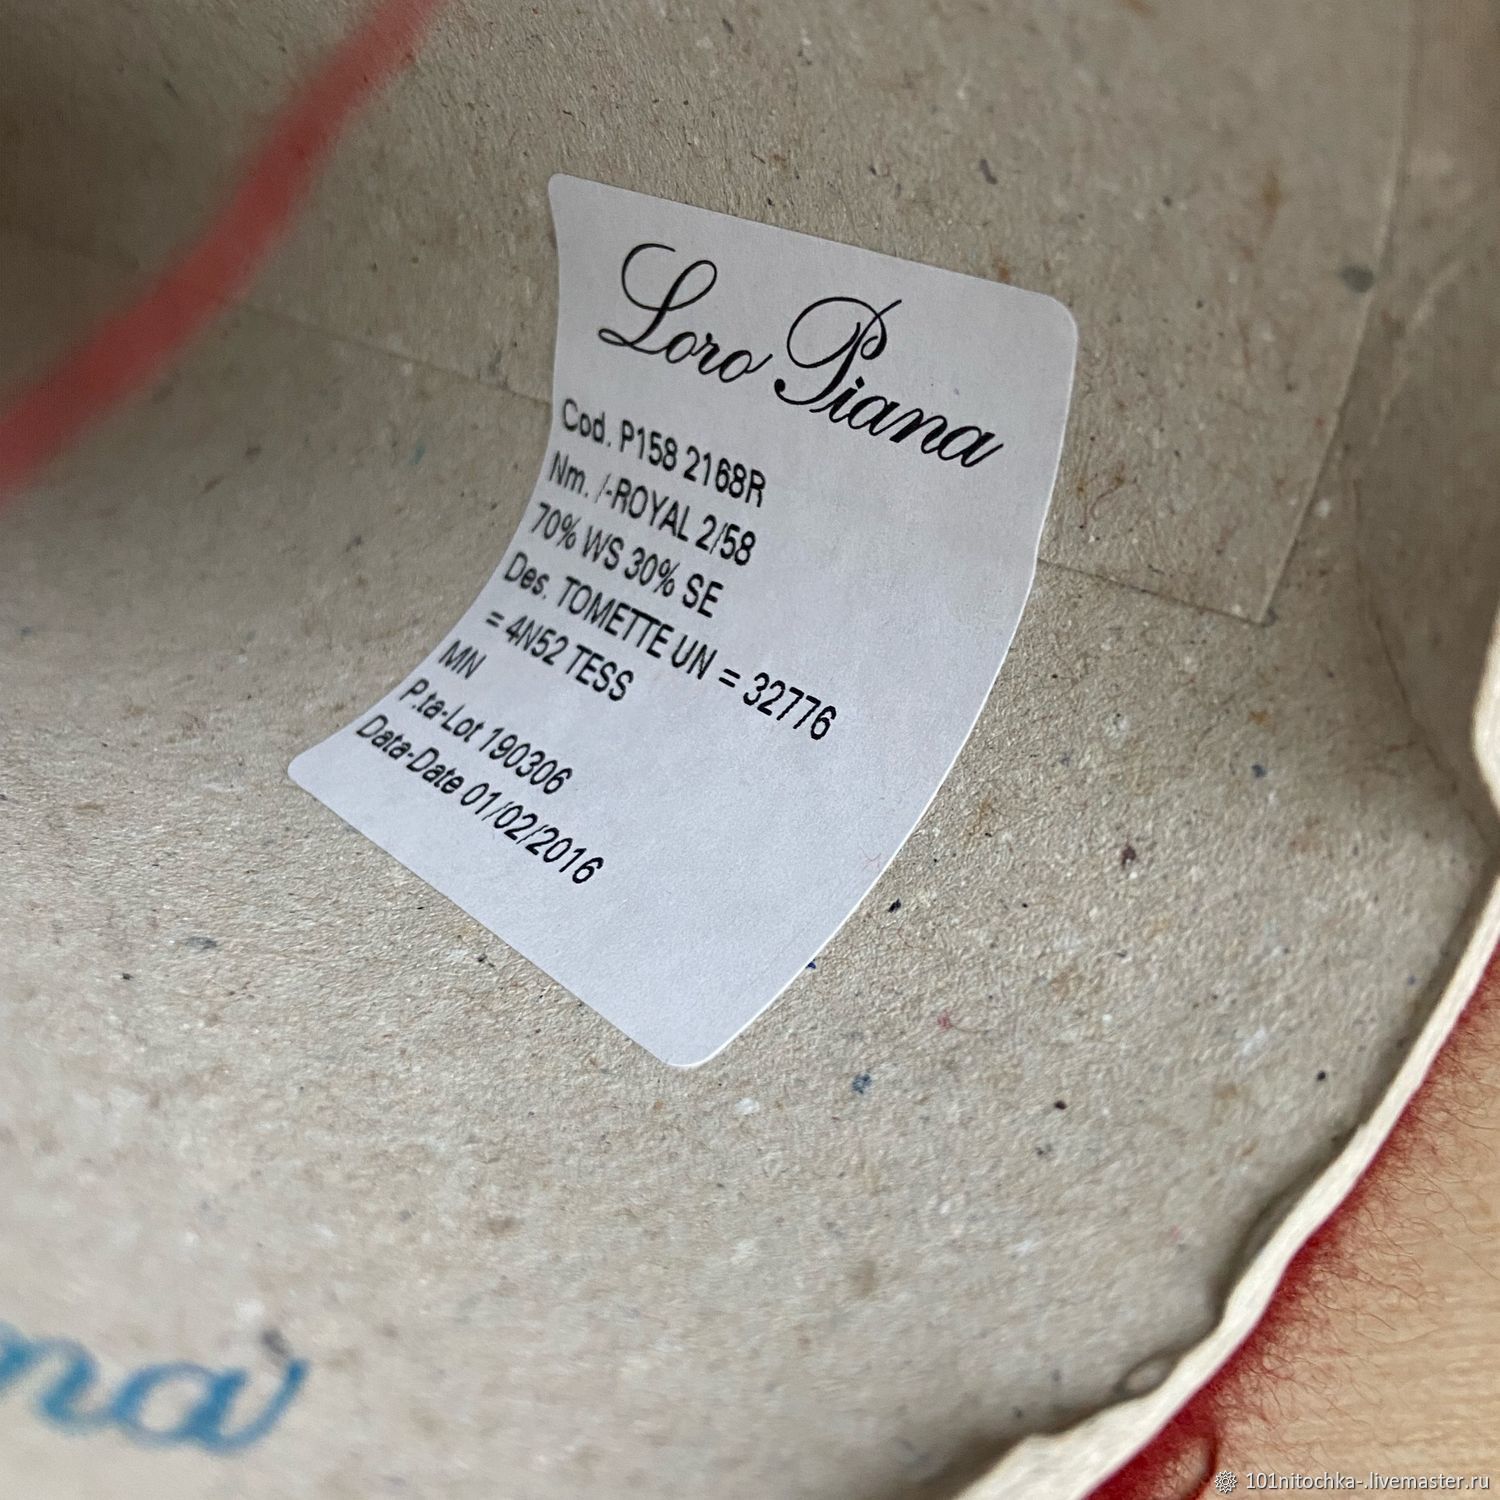 Loro Piana
Cod. P158 2168R
Nm. /-ROYAL 2/58
70% WS 30% SE
Des. TOMETTE UN = 32776
= 4N52 TESS
MN
P.ta-Lot 190306
Data-Date 01/02/2016
na
101nitochka-.livemaster.ru